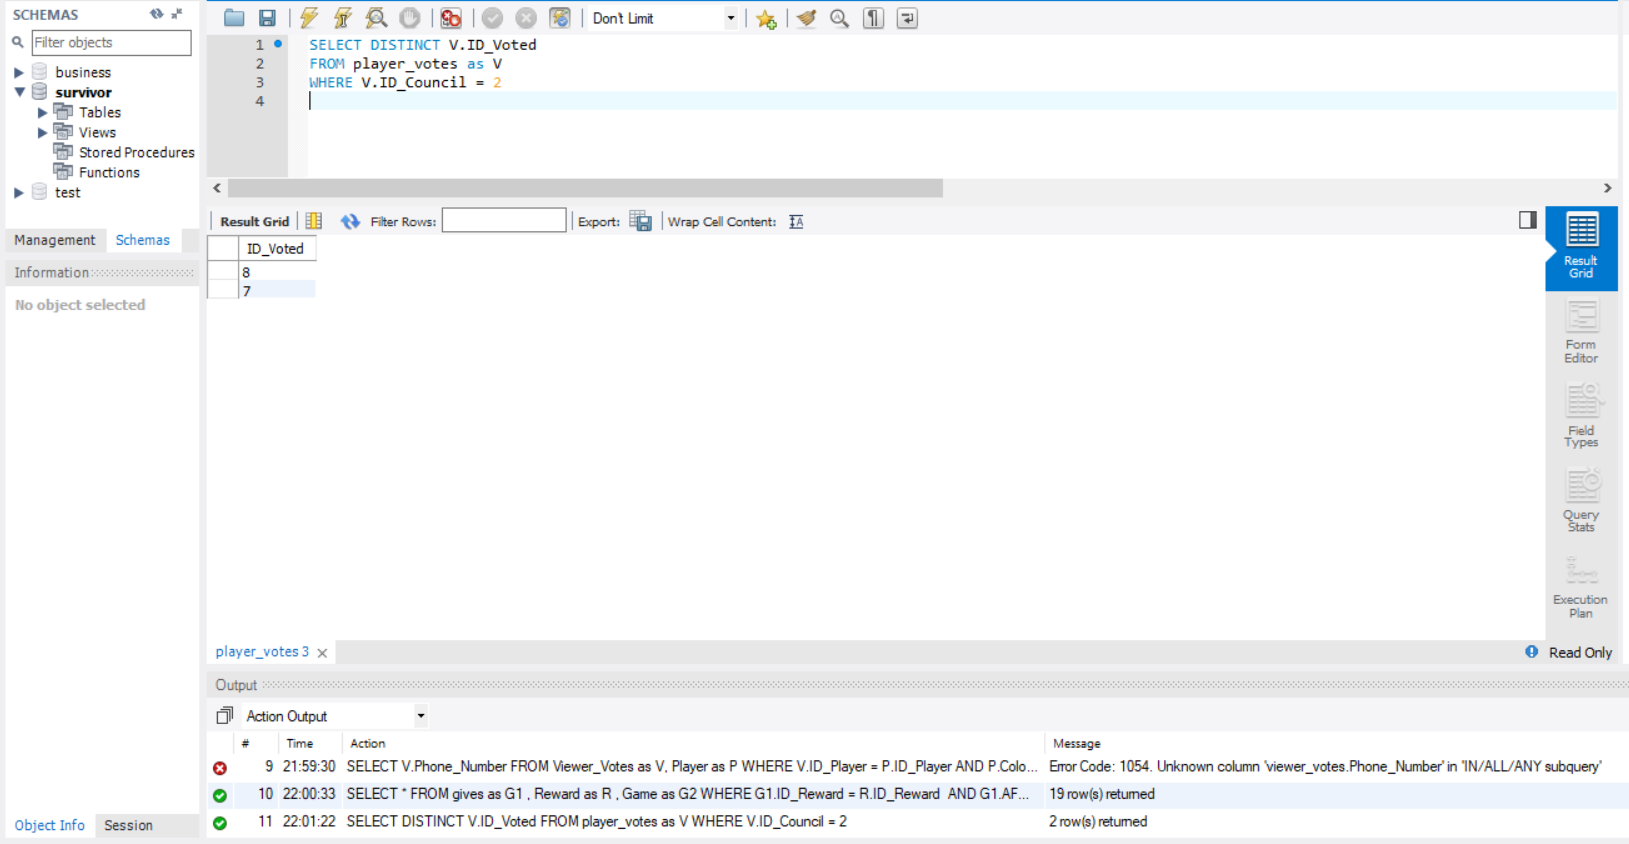 SCHEMAS
Filter objects
business
survivor
Tables
Views
Stored Procedures
Functions
test
Management Schemas
Information
No object selected
Object Info Session
Don't Limit
1 SELECT DISTINCT V.ID_Voted
2 FROM player_votes as V
3 WHERE V.ID_Council = 2
4
Result Grid Filter Rows: Export: Wrap Cell Content:
ID_Voted
8
7
Result
Grid
Form
Editor
Field
Types
Query
Stats
Execution
Plan
player_votes 3 Read Only
Output
Action Output
# Time Action Message
9 21:59:30 SELECT V.Phone_Number FROM Viewer_Votes as V, Player as P WHERE V.ID_Player = P.ID_Player AND P.Colo... Error Code: 1054. Unknown column 'viewer_votes.Phone_Number' in 'IN/ALL/ANY subquery'
10 22:00:33 SELECT * FROM gives as G1 , Reward as R , Game as G2 WHERE G1.ID_Reward = R.ID_Reward AND G1.AF... 19 row(s) returned
11 22:01:22 SELECT DISTINCT V.ID_Voted FROM player_votes as V WHERE V.ID_Council = 2 2 row(s) returned